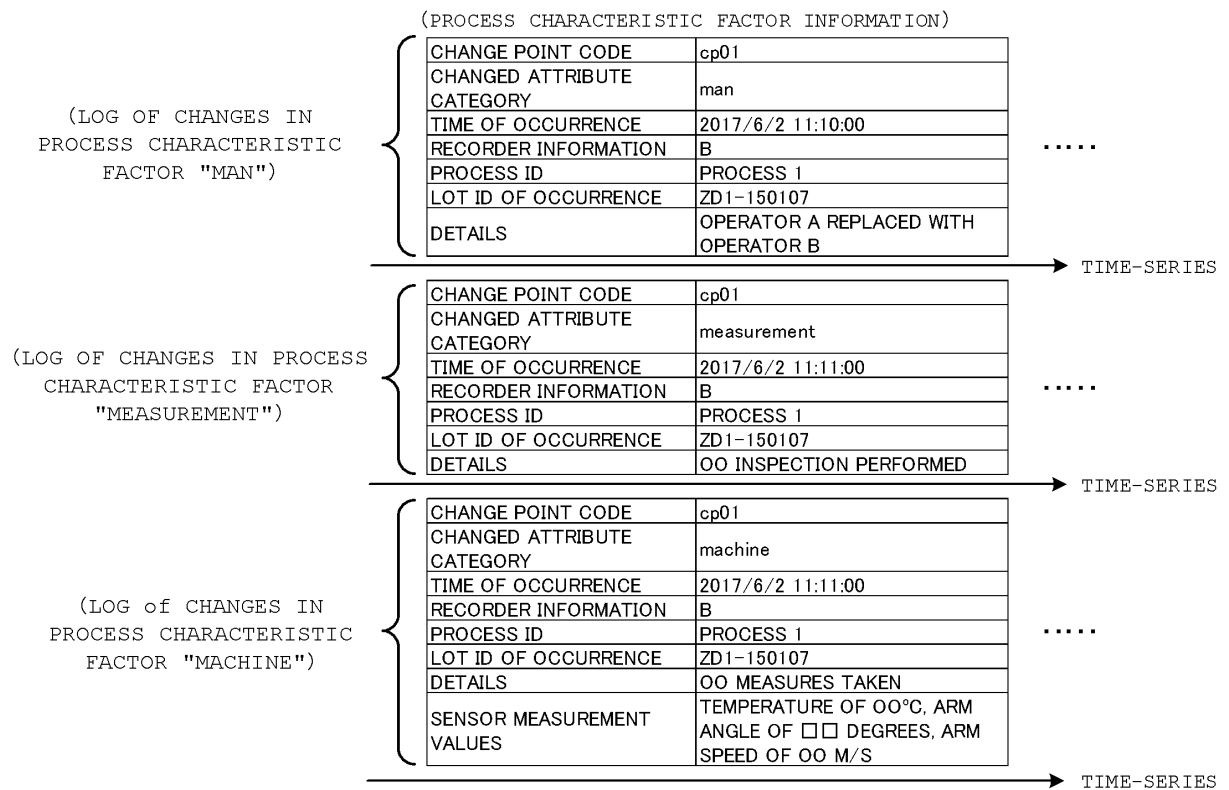 (PROCESS CHARACTERISTIC FACTOR INFORMATION)
(LOG OF CHANGES IN
PROCESS CHARACTERISTIC
FACTOR "MAN")
CHANGE POINT CODE cp01
CHANGED ATTRIBUTE
CATEGORY man
TIME OF OCCURRENCE 2017/6/2 11:10:00
RECORDER INFORMATION B
PROCESS ID PROCESS 1
LOT ID OF OCCURRENCE ZD1-150107
DETAILS OPERATOR A REPLACED WITH
OPERATOR B
.....
TIME-SERIES
(LOG OF CHANGES IN PROCESS
CHARACTERISTIC FACTOR
"MEASUREMENT")
CHANGE POINT CODE cp01
CHANGED ATTRIBUTE
CATEGORY measurement
TIME OF OCCURRENCE 2017/6/2 11:11:00
RECORDER INFORMATION B
PROCESS ID PROCESS 1
LOT ID OF OCCURRENCE ZD1-150107
DETAILS OO INSPECTION PERFORMED
.....
TIME-SERIES
(LOG of CHANGES IN
PROCESS CHARACTERISTIC
FACTOR "MACHINE")
CHANGE POINT CODE cp01
CHANGED ATTRIBUTE
CATEGORY machine
TIME OF OCCURRENCE 2017/6/2 11:11:00
RECORDER INFORMATION B
PROCESS ID PROCESS 1
LOT ID OF OCCURRENCE ZD1-150107
DETAILS OO MEASURES TAKEN
SENSOR MEASUREMENT
VALUES TEMPERATURE OF OO°C, ARM
ANGLE OF □□ DEGREES, ARM
SPEED OF OO M/S
.....
TIME-SERIES